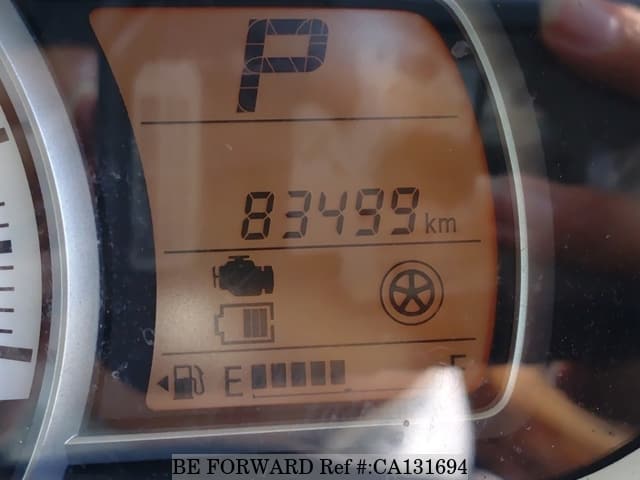 P
83499 km
E F
BE FORWARD Ref #:CA131694